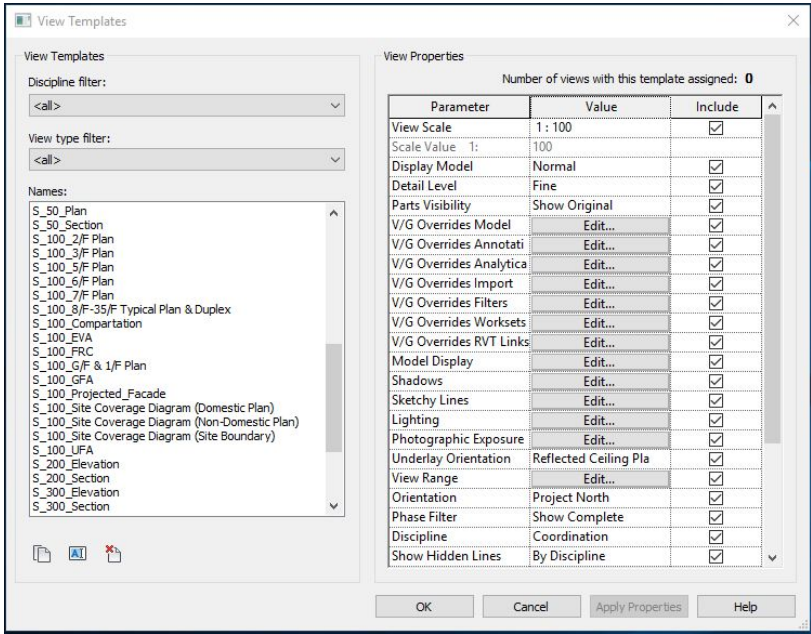 View Templates
View Templates
Discipline filter:
<all>
View type filter:
<all>
Names:
S_50_Plan
S_50_Section
S_100_2/F Plan
S_100_3/F Plan
S_100_5/F Plan
S_100_6/F Plan
S_100_7/F Plan
S_100_8/F-35/F Typical Plan & Duplex
S_100_Compartation
S_100_EVA
S_100_FRC
S_100_G/F & 1/F Plan
S_100_GFA
S_100_Projected_Facade
S_100_Site Coverage Diagram (Domestic Plan)
S_100_Site Coverage Diagram (Non-Domestic Plan)
S_100_Site Coverage Diagram (Site Boundary)
S_100_UFA
S_200_Elevation
S_200_Section
S_300_Elevation
S_300_Section
AI
View Properties
Number of views with this template assigned: 0
Parameter Value Include
View Scale 1 : 100
Scale Value 1: 100
Display Model Normal
Detail Level Fine
Parts Visibility Show Original
V/G Overrides Model Edit...
V/G Overrides Annotati Edit...
V/G Overrides Analytica Edit...
V/G Overrides Import Edit...
V/G Overrides Filters Edit...
V/G Overrides Worksets Edit...
V/G Overrides RVT Links Edit...
Model Display Edit...
Shadows Edit...
Sketchy Lines Edit...
Lighting Edit...
Photographic Exposure Edit...
Underlay Orientation Reflected Ceiling Pla
View Range Edit...
Orientation Project North
Phase Filter Show Complete
Discipline Coordination
Show Hidden Lines By Discipline
OK Cancel Apply Properties Help